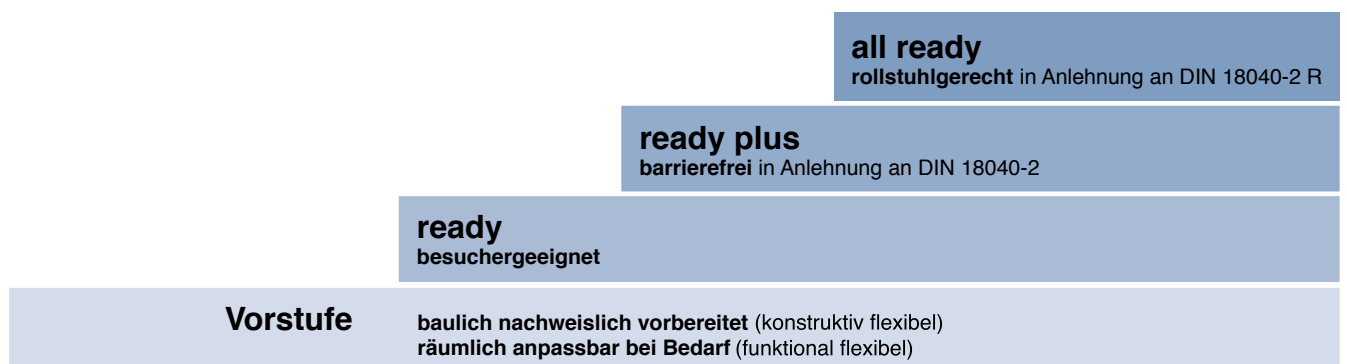 all ready
rollstuhlgerecht in Anlehnung an DIN 18040-2 R
ready plus
barrierefrei in Anlehnung an DIN 18040-2
ready
besuchergeeignet
Vorstufe
baulich nachweislich vorbereitet (konstruktiv flexibel)
räumlich anpassbar bei Bedarf (funktional flexibel)